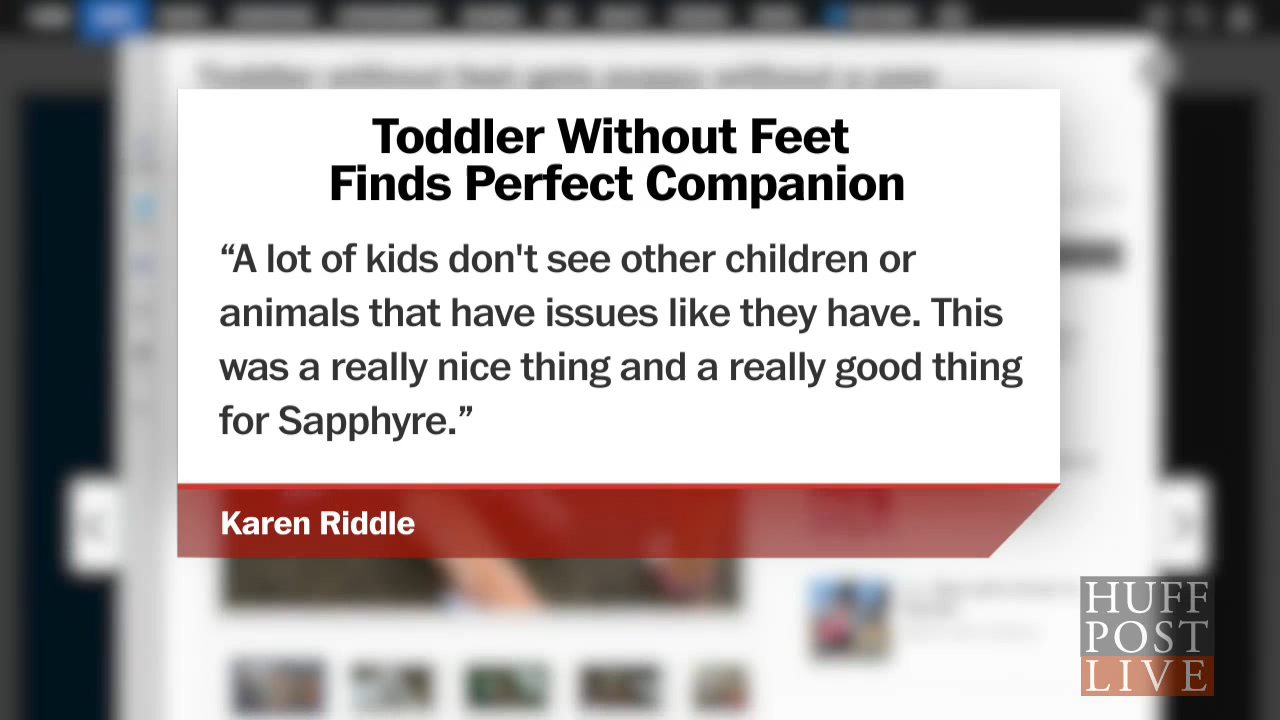 Toddler Without Feet
Finds Perfect Companion
“A lot of kids don't see other children or
animals that have issues like they have. This
was a really nice thing and a really good thing
for Sapphyre.”
Karen Riddle
HUFF
POST
LIVE